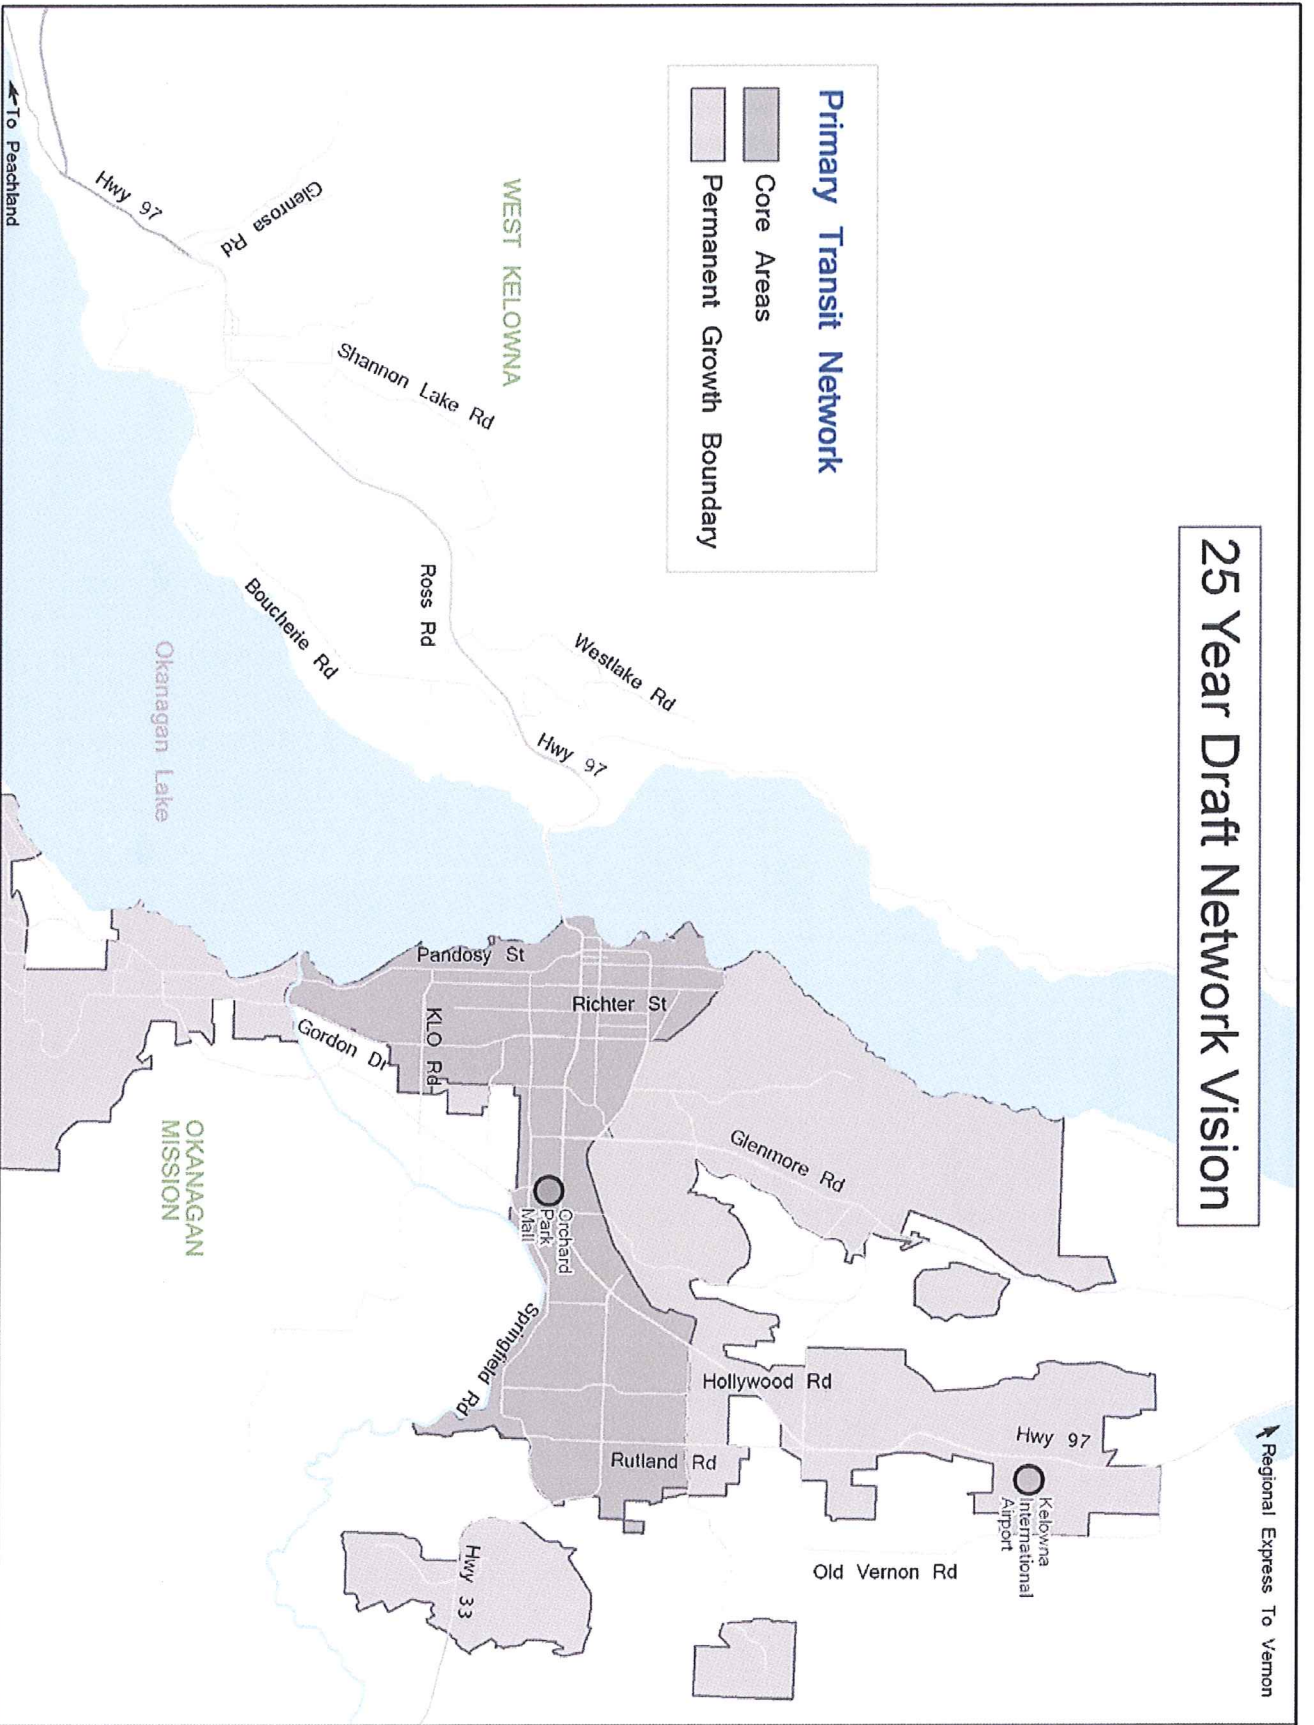 25 Year Draft Network Vision
Regional Express To Vernon
Primary Transit Network
Core Areas
Permanent Growth Boundary
WEST KELOWNA
Glenrosa Rd
Hwy 97
To Peachland
Shannon Lake Rd
Ross Rd
Boucherie Rd
Westlake Rd
Hwy 97
Okanagan Lake
Pandosy St
Richter St
KLO Rd
Gordon Dr
Glenmore Rd
Orchard
Park
Mall
Springfield Rd
Hollywood Rd
Rutland Rd
Hwy 97
Kelowna
International
Airport
Old Vernon Rd
Hwy 33
OKANAGAN
MISSION